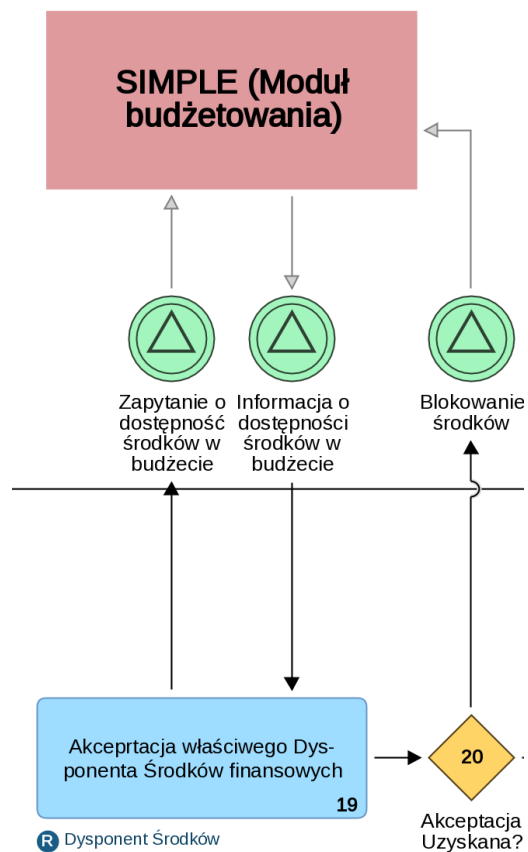 SIMPLE (Moduł
budżetowania)
Zapytanie o
dostępność
środków w
budżecie
Informacja o
dostępności
środków w
budżecie
Blokowanie
środków
Akceprtacja właściwego Dys-
ponenta Środków finansowych
19
R Dysponent Środków
20
Akceptacja
Uzyskana?